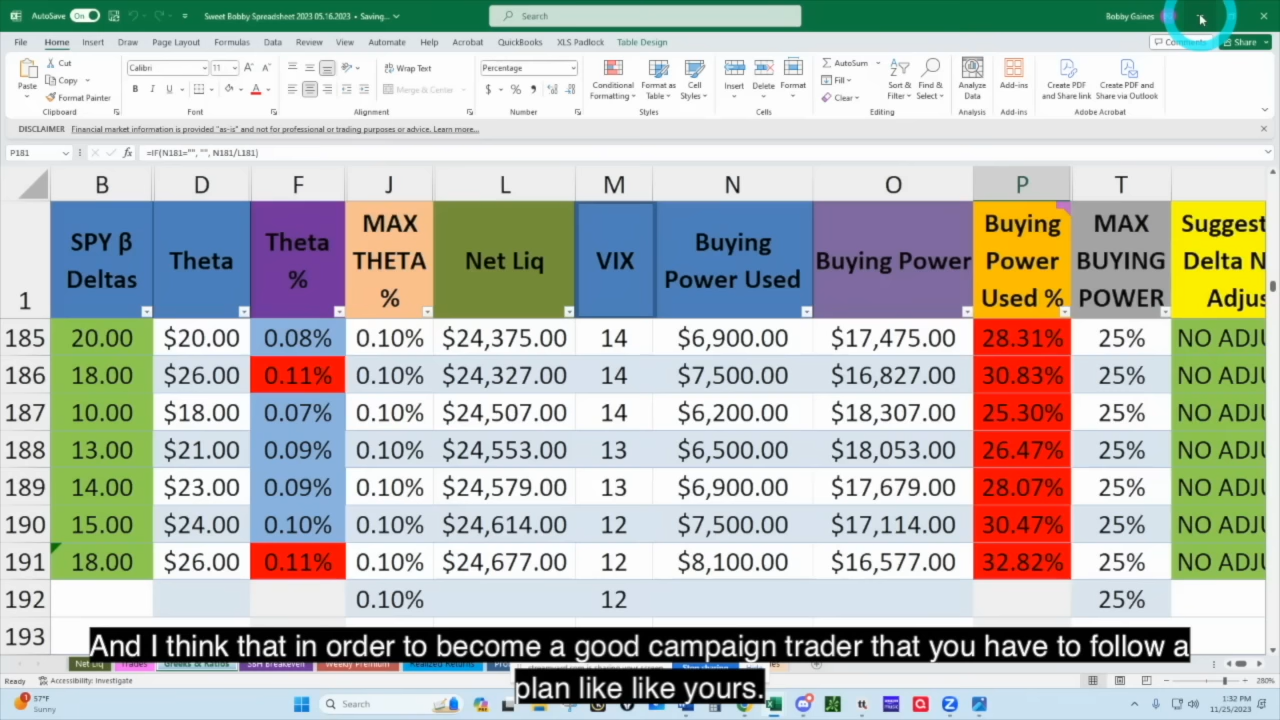 AutoSave On Sweet Bobby Spreadsheet 2023 05.16.2023 • Saving... Search Bobby Gaines
File Home Insert Draw Page Layout Formulas Data Review View Automate Help Acrobat QuickBooks XLS Padlock Table Design Comments Share
Paste Cut Copy Format Painter Clipboard
Calibri 11 B I U Font
Wrap Text Merge & Center Alignment
Percentage $ % Number
Conditional Formatting Format as Table Cell Styles Styles
Insert Delete Format Cells
AutoSum Fill Clear Sort & Filter Find & Select Editing
Analyze Data Analysis
Add-ins Add-ins
Create PDF and Share link Create PDF and Share via Outlook Adobe Acrobat
DISCLAIMER Financial market information is provided "as-is" and not for professional or trading purposes or advice. Learn more...
P181 fx =IF(N181="", "", N181/L181)
B D F J L M N O P T
1 SPY β Deltas Theta Theta % MAX THETA % Net Liq VIX Buying Power Used Buying Power Buying Power Used % MAX BUYING POWER Suggest Delta N Adjus
185 20.00 $20.00 0.08% 0.10% $24,375.00 14 $6,900.00 $17,475.00 28.31% 25% NO ADJU
186 18.00 $26.00 0.11% 0.10% $24,327.00 14 $7,500.00 $16,827.00 30.83% 25% NO ADJU
187 10.00 $18.00 0.07% 0.10% $24,507.00 14 $6,200.00 $18,307.00 25.30% 25% NO ADJU
188 13.00 $21.00 0.09% 0.10% $24,553.00 13 $6,500.00 $18,053.00 26.47% 25% NO ADJU
189 14.00 $23.00 0.09% 0.10% $24,579.00 13 $6,900.00 $17,679.00 28.07% 25% NO ADJU
190 15.00 $24.00 0.10% 0.10% $24,614.00 12 $7,500.00 $17,114.00 30.47% 25% NO ADJU
191 18.00 $26.00 0.11% 0.10% $24,677.00 12 $8,100.00 $16,577.00 32.82% 25% NO ADJU
192 0.10% 12 25%
193
And I think that in order to become a good campaign trader that you have to follow a
plan like like yours.
Net Liq Trades Greeks & Ratios Weekly Premium Realized Returns
Ready Accessibility: Investigate 280%
57°F
Sunny
Search
1:32 PM
11/25/2023